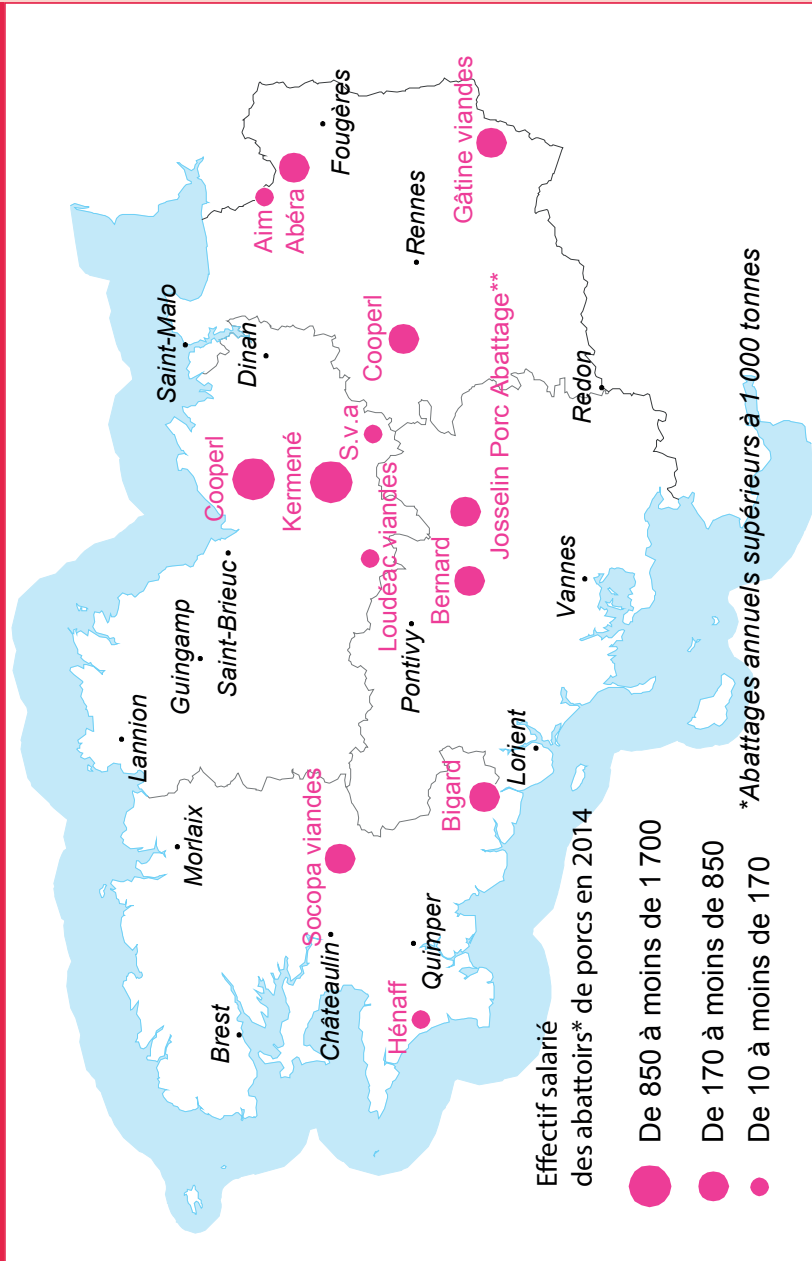 Saint-Malo
Lannion
Aim
Abéra
Cooperl
Dinan
Morlaix
Guingamp
Saint-Brieuc
Fougères
Kermené
Brest
Socopa viandes
S.v.a
Cooperl
Rennes
Châteaulin
Loudeac viandes
Pontivy
Hénaff
Quimper
Bigard
Bernard
Josselin Porc Abattage**
Gâtine viandes
Lorient
Vannes
Redon
Effectif salarié
des abattoirs* de porcs en 2014
De 850 à moins de 1 700
De 170 à moins de 850
De 10 à moins de 170
*Abattages annuels supérieurs à 1 000 tonnes